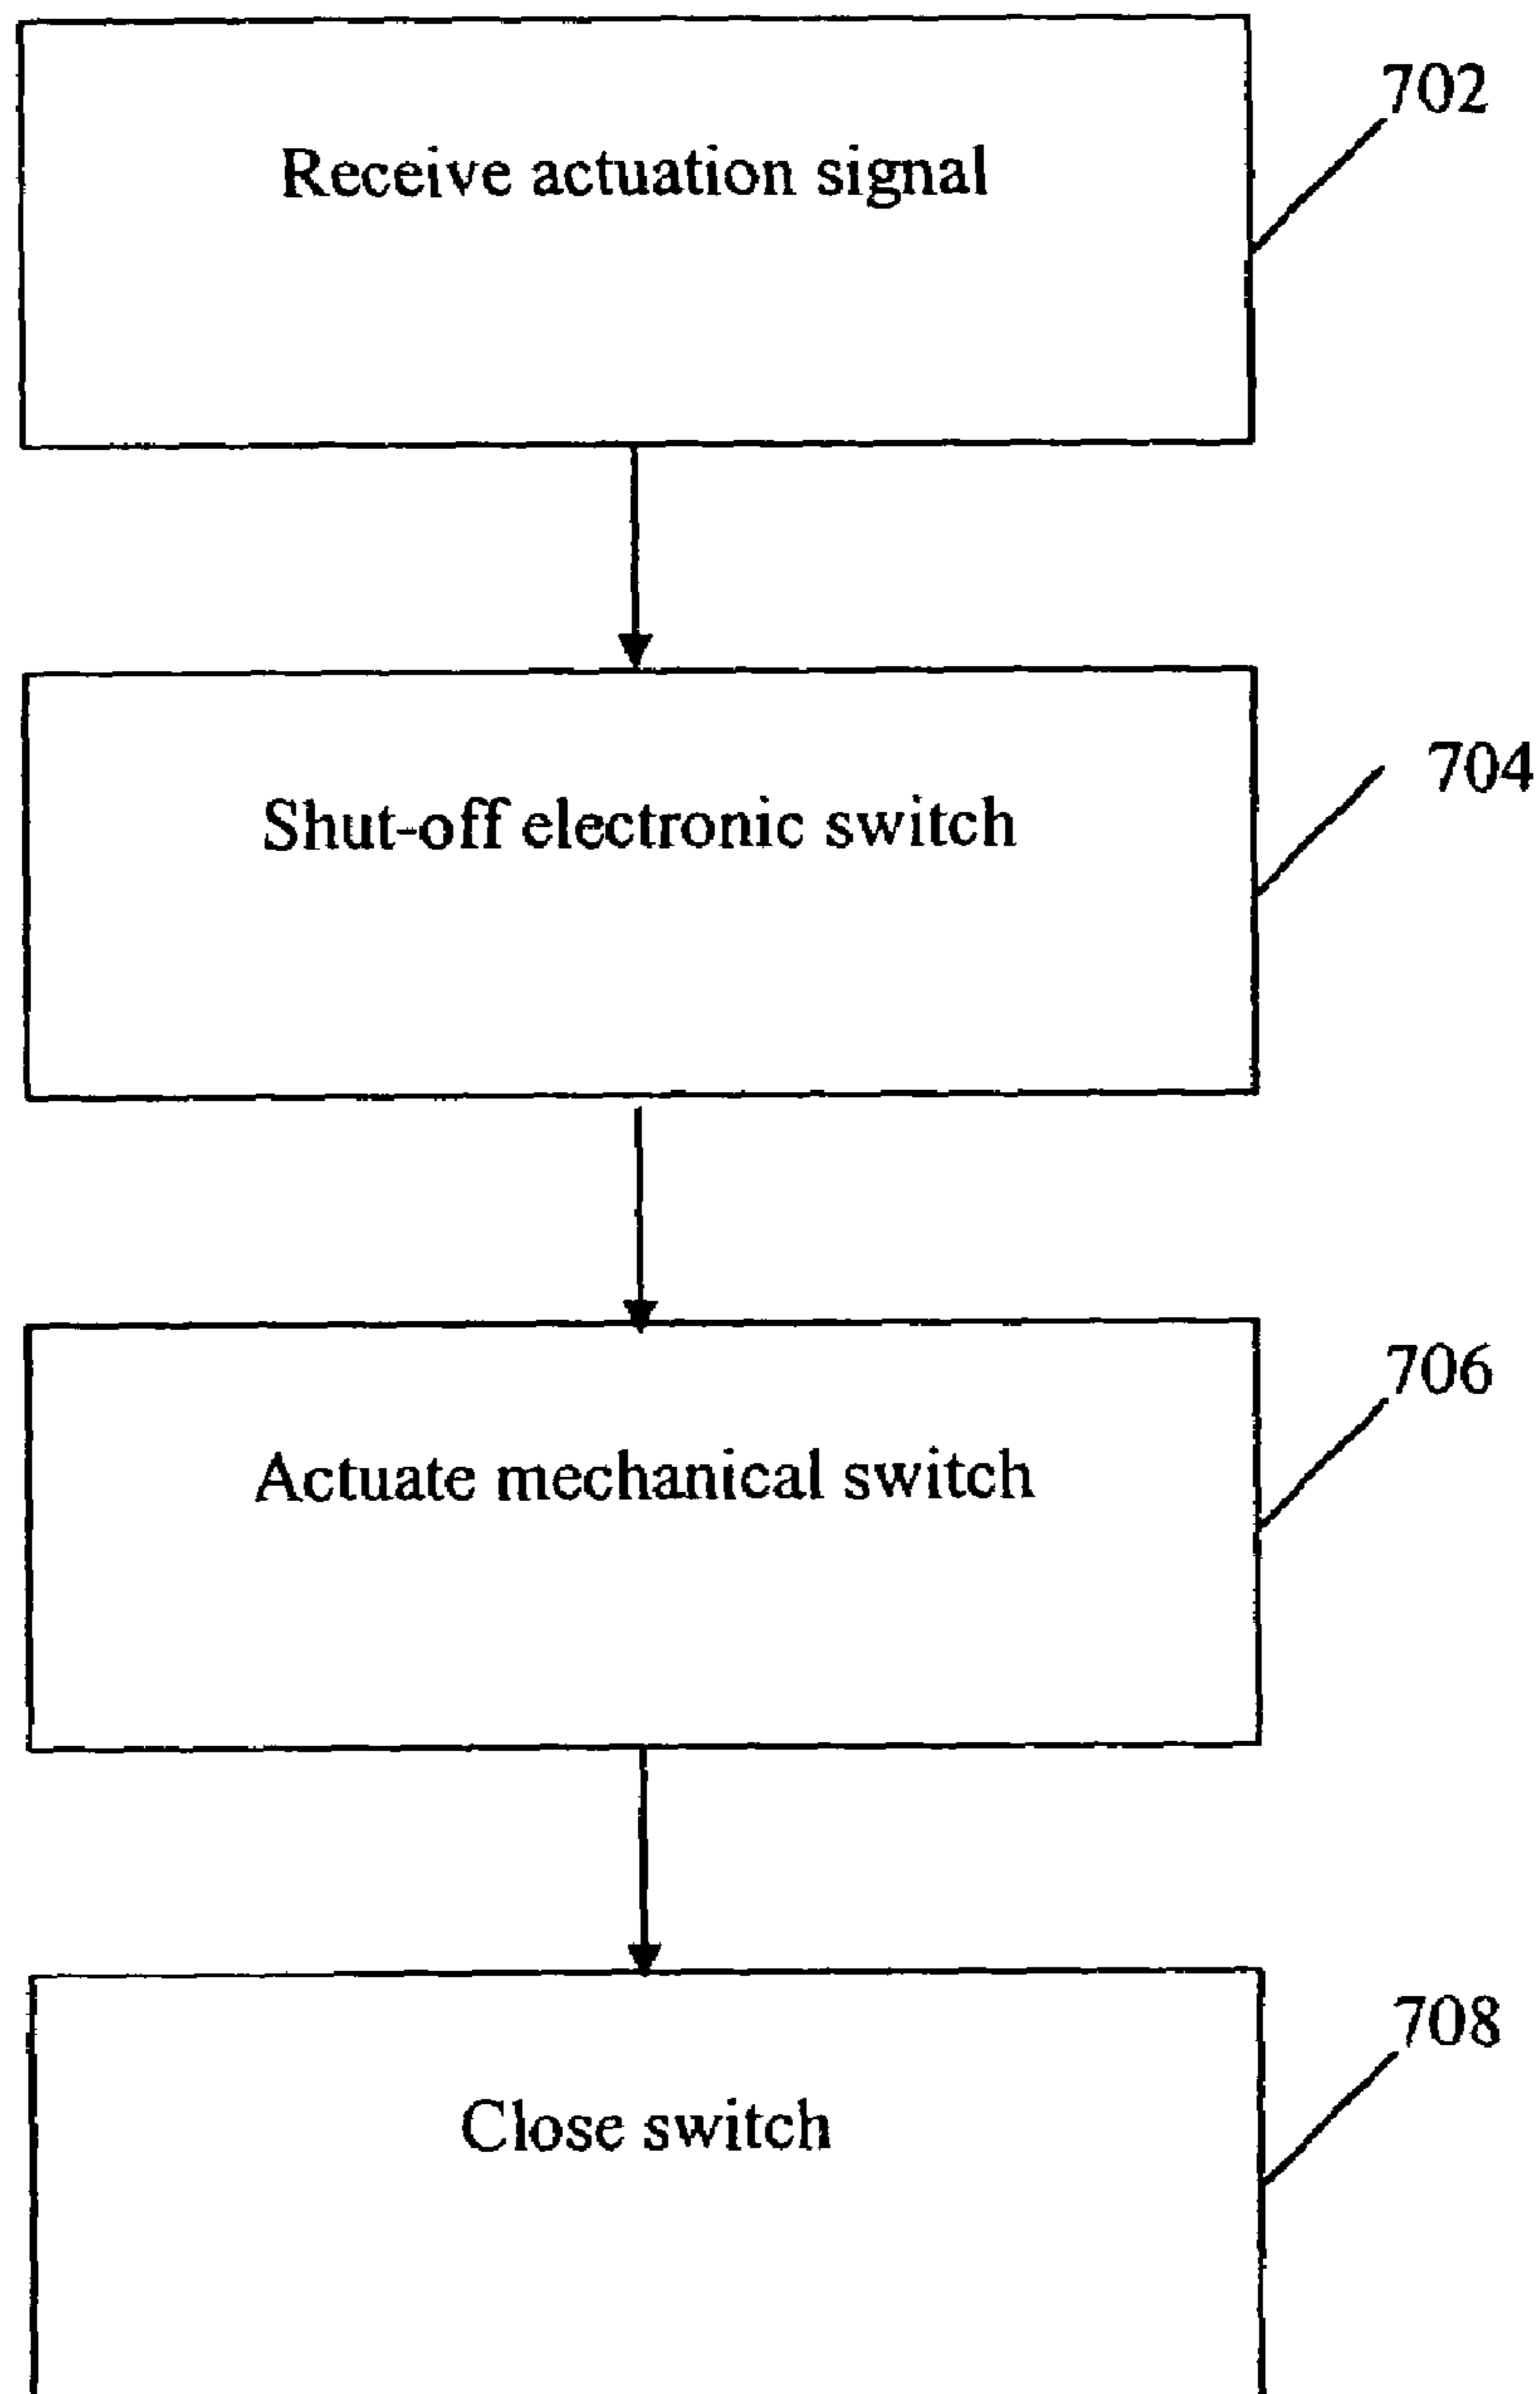 702
Receive actuation signal
704
Shut-off electronic switch
706
Actuate mechanical switch
708
Close switch